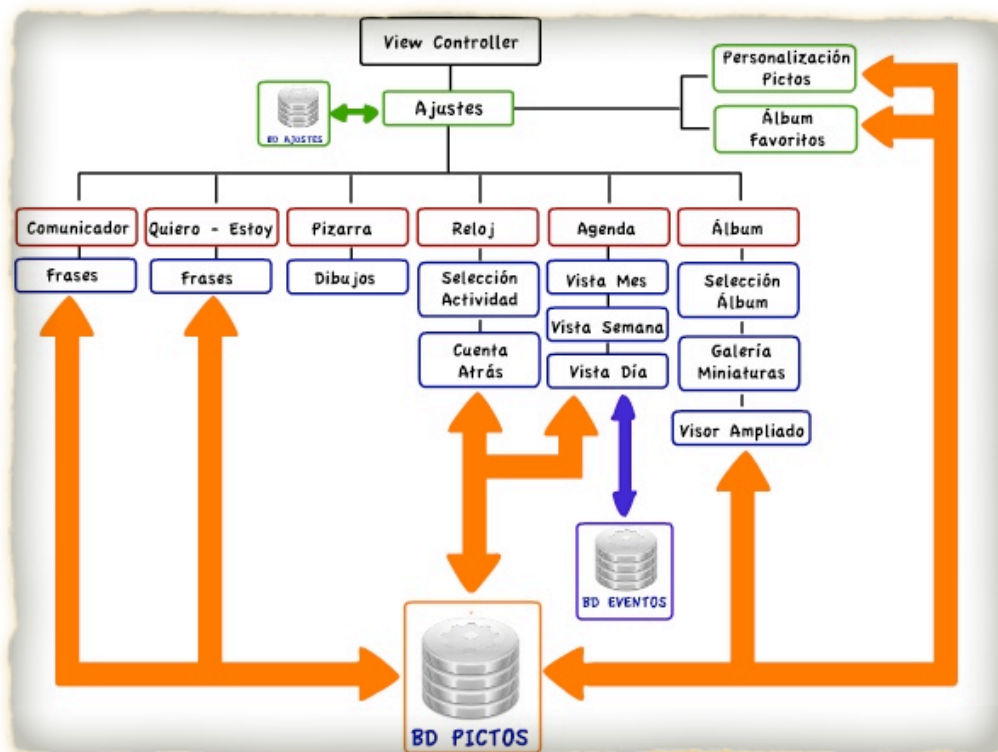 View Controller
Personalización
Pictos
Ajustes
BD AJUSTES
Álbum
Favoritos
Comunicador
Quiero - Estoy
Pizarra
Reloj
Agenda
Álbum
Frases
Frases
Dibujos
Selección
Actividad
Vista Mes
Selección
Álbum
Vista Semana
Cuenta
Atrás
Vista Día
Galería
Miniaturas
Visor Ampliado
BD EVENTOS
BD PICTOS